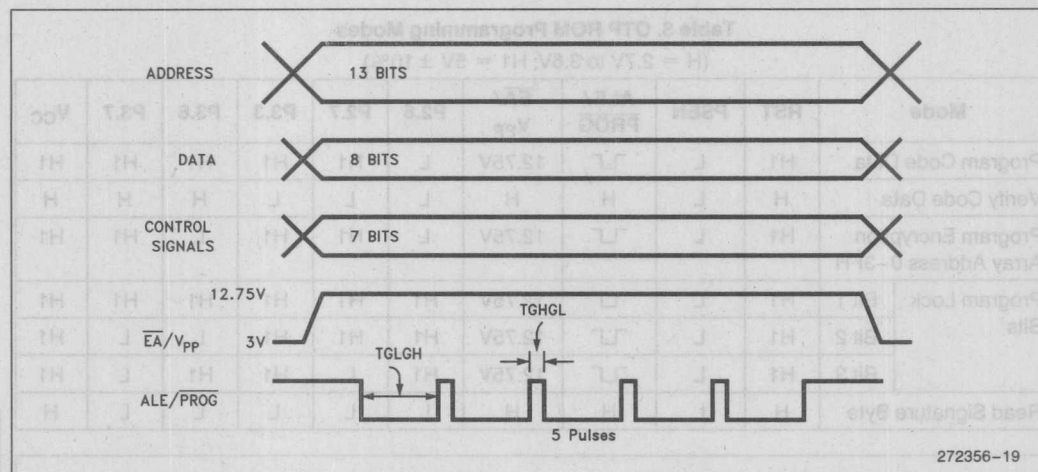 ADDRESS 13 BITS
DATA 8 BITS
CONTROL SIGNALS 7 BITS
12.75V
E̅A̅/VPP 3V
TGHGL
TGLGH
ALE/PROG
5 Pulses
272356-19